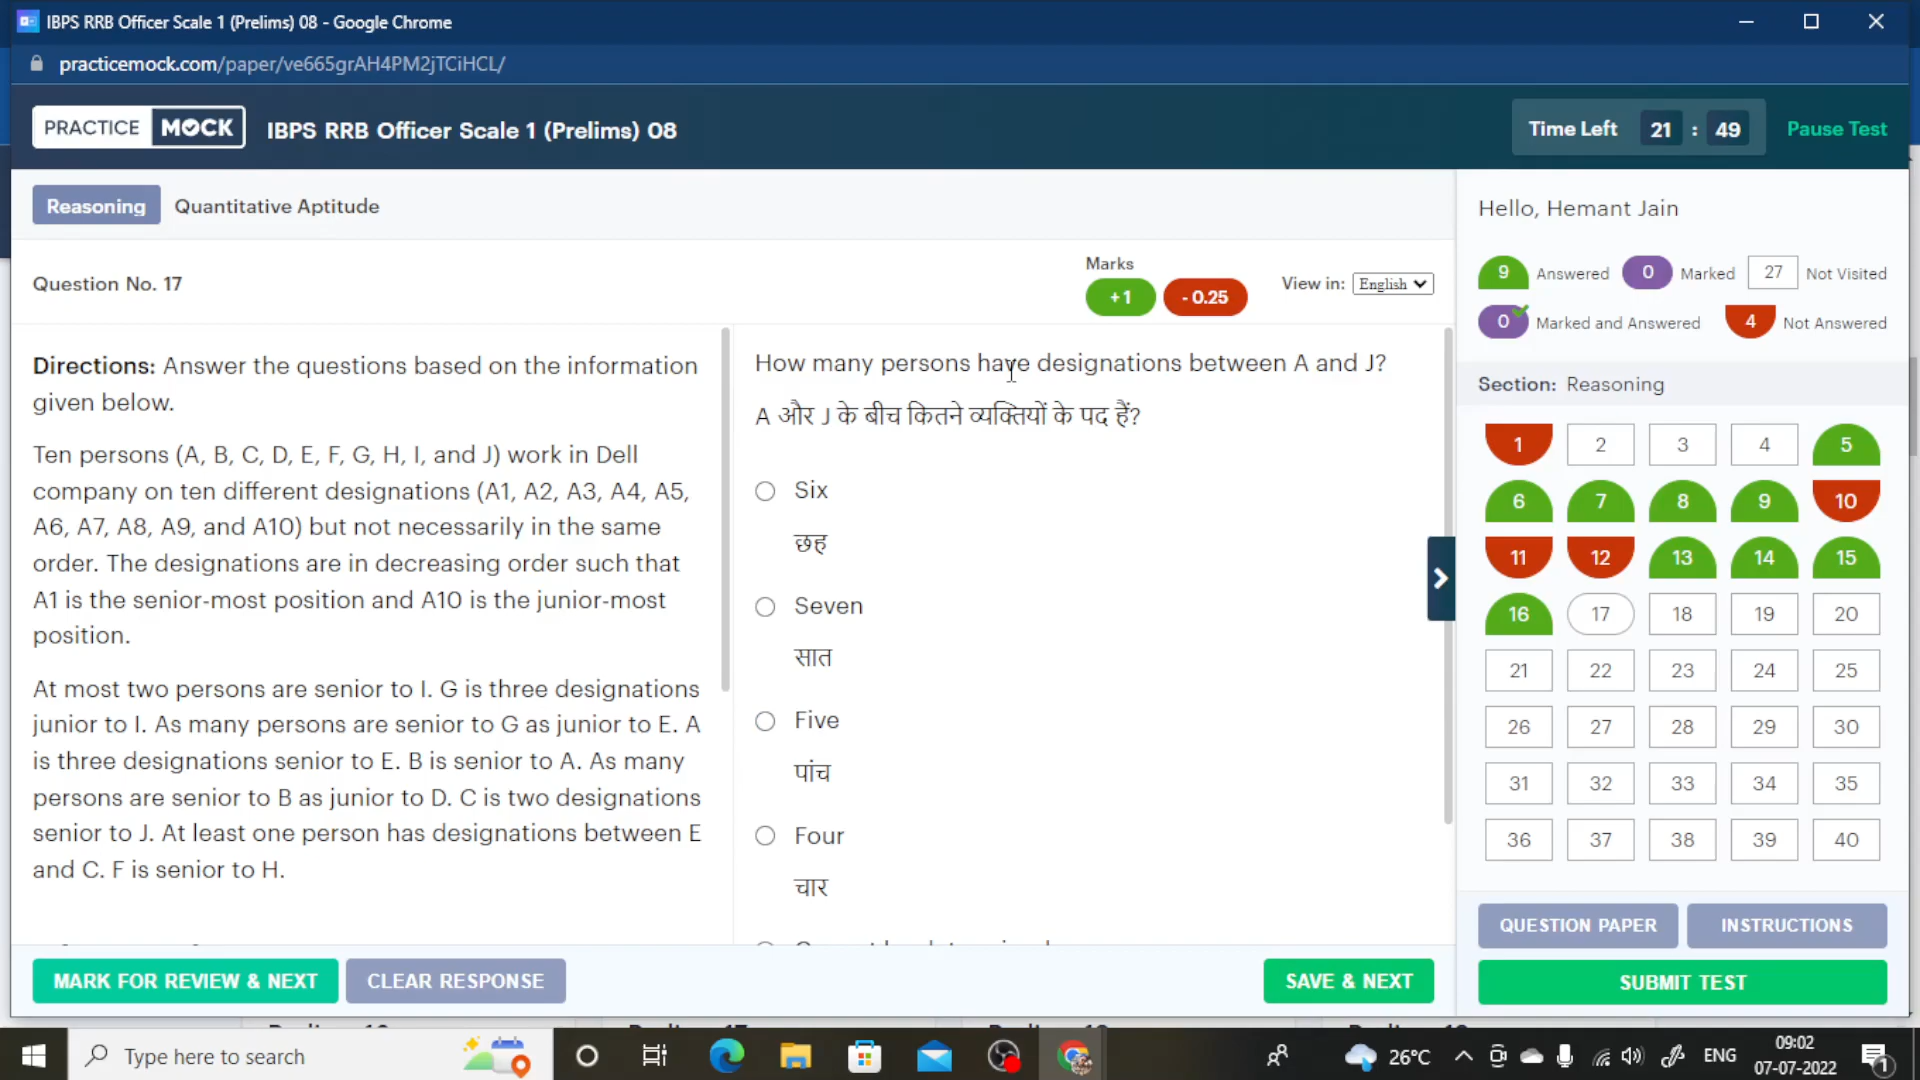 IBPS RRB Officer Scale 1 (Prelims) 08 - Google Chrome
practicemock.com/paper/ve665grAH4PM2jTCiHCL/
PRACTICE MOCK
IBPS RRB Officer Scale 1 (Prelims) 08
Time Left 21 : 49
Pause Test
Reasoning
Quantitative Aptitude
Hello, Hemant Jain
Question No. 17
Marks
+ 1
- 0.25
View in: English
9 Answered
0 Marked
27 Not Visited
0 Marked and Answered
4 Not Answered
Directions: Answer the questions based on the information
given below.
Ten persons (A, B, C, D, E, F, G, H, I, and J) work in Dell
company on ten different designations (A1, A2, A3, A4, A5,
A6, A7, A8, A9, and A10) but not necessarily in the same
order. The designations are in decreasing order such that
A1 is the senior-most position and A10 is the junior-most
position.
At most two persons are senior to I. G is three designations
junior to I. As many persons are senior to G as junior to E. A
is three designations senior to E. B is senior to A. As many
persons are senior to B as junior to D. C is two designations
senior to J. At least one person has designations between E
and C. F is senior to H.
How many persons have designations between A and J?
A और J के बीच कितने व्यक्तियों के पद हैं?
Six
छह
Seven
सात
Five
पांच
Four
चार
Section: Reasoning
1 2 3 4 5
6 7 8 9 10
11 12 13 14 15
16 17 18 19 20
21 22 23 24 25
26 27 28 29 30
31 32 33 34 35
36 37 38 39 40
QUESTION PAPER
INSTRUCTIONS
MARK FOR REVIEW & NEXT
CLEAR RESPONSE
SAVE & NEXT
SUBMIT TEST
Type here to search
26°C
ENG
09:02
07-07-2022
1